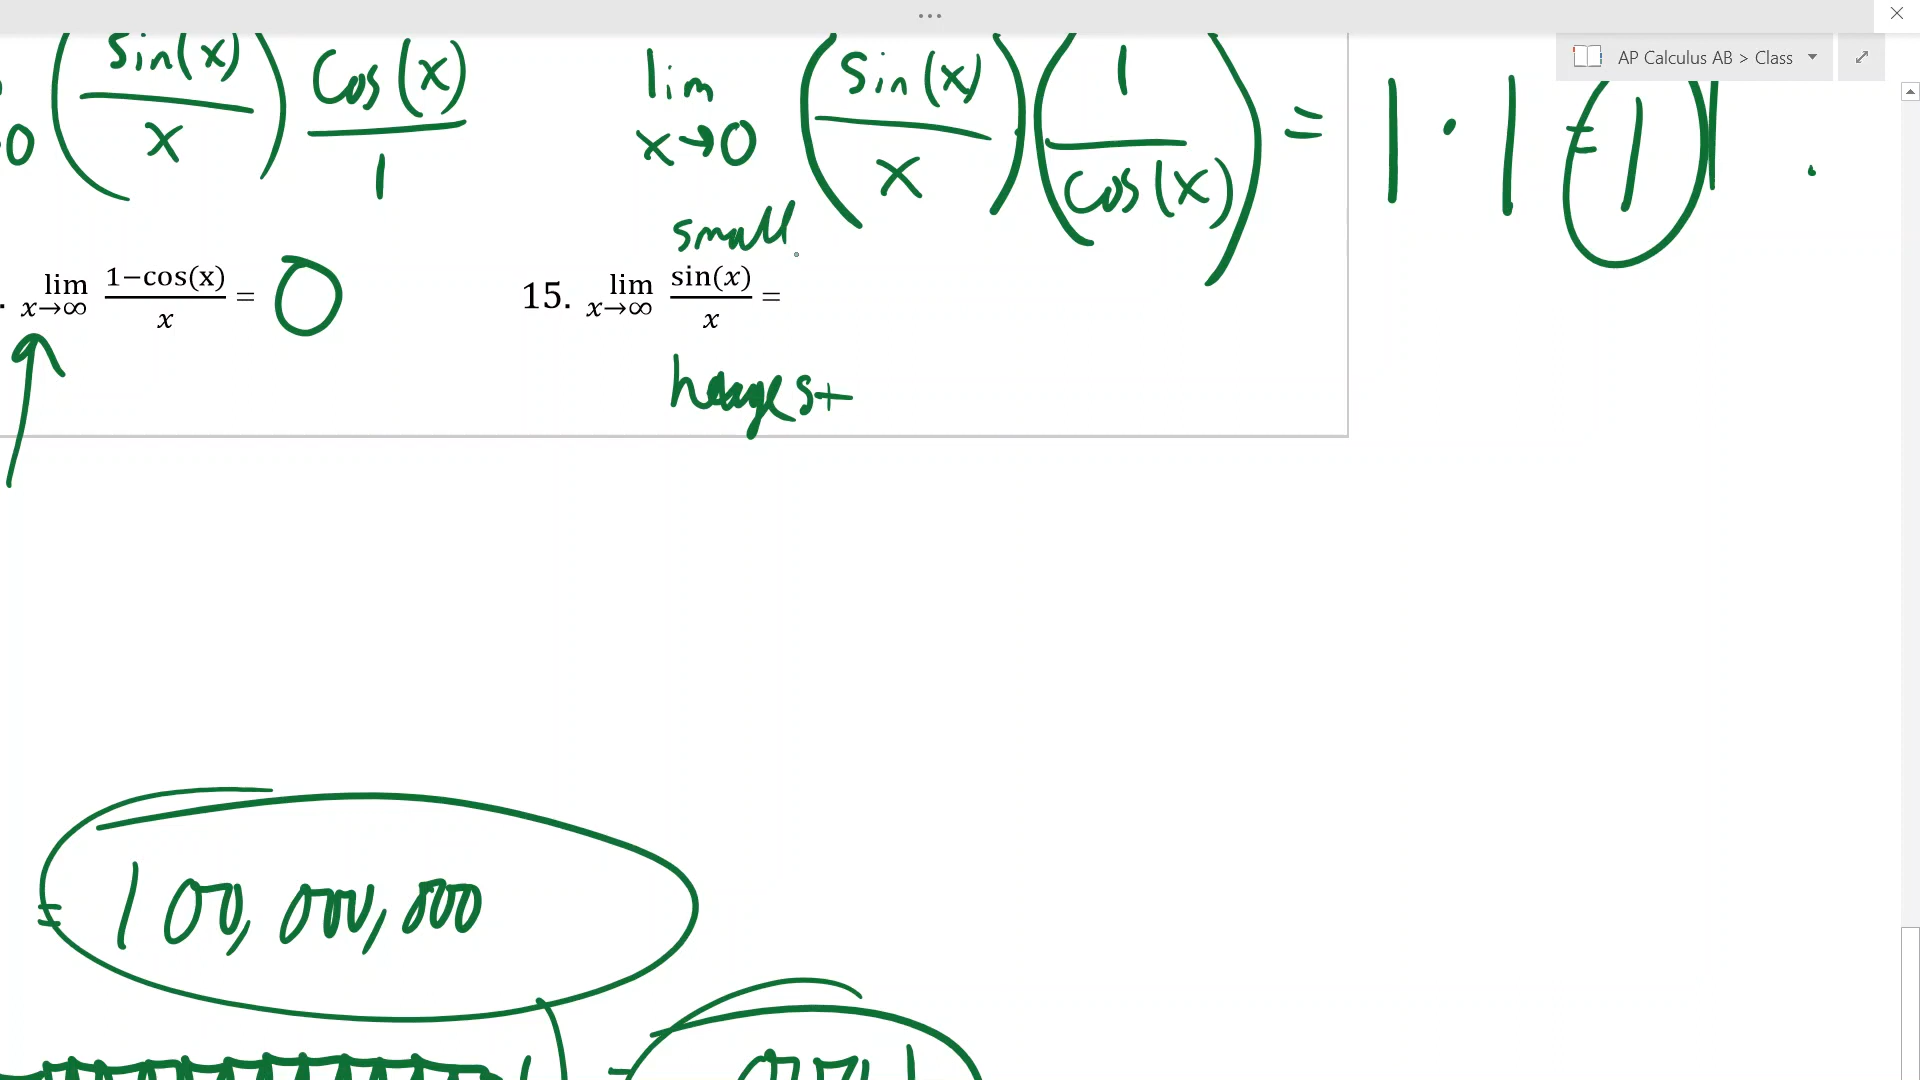 AP Calculus AB > Class
sin(x) / x cos(x) / 1
0
lim x→0 (sin(x) / x)(1 / cos(x)) = 1 · 1 = 1
small
. lim x→∞ 1−cos(x) / x = 0
15. lim x→∞ sin(x) / x =
= 100,000,000